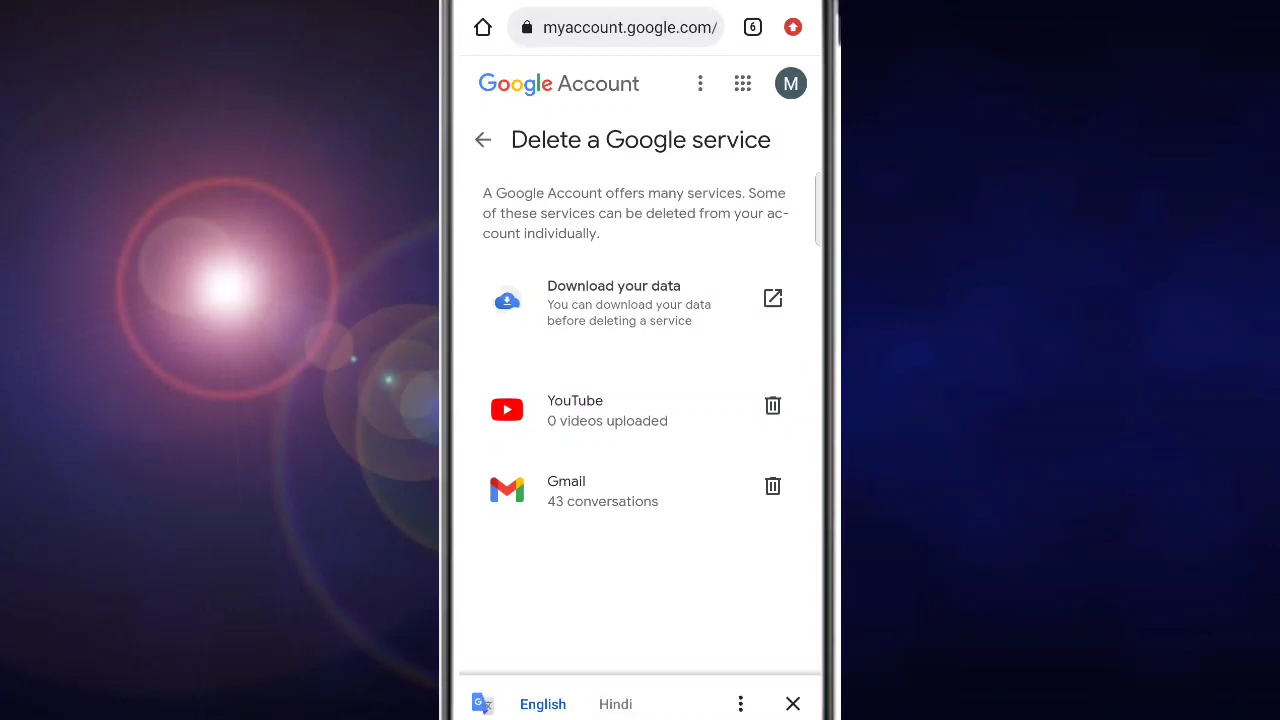 myaccount.google.com/
6
Google Account
M
Delete a Google service
A Google Account offers many services. Some
of these services can be deleted from your ac-
count individually.
Download your data
You can download your data
before deleting a service
YouTube
0 videos uploaded
Gmail
43 conversations
English Hindi